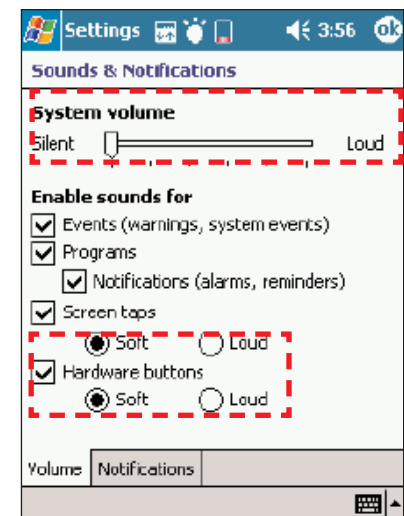 Settings 3:56 ok
Sounds & Notifications
System volume
Silent Loud
Enable sounds for
Events (warnings, system events)
Programs
Notifications (alarms, reminders)
Screen taps
Soft Loud
Hardware buttons
Soft Loud
Volume Notifications